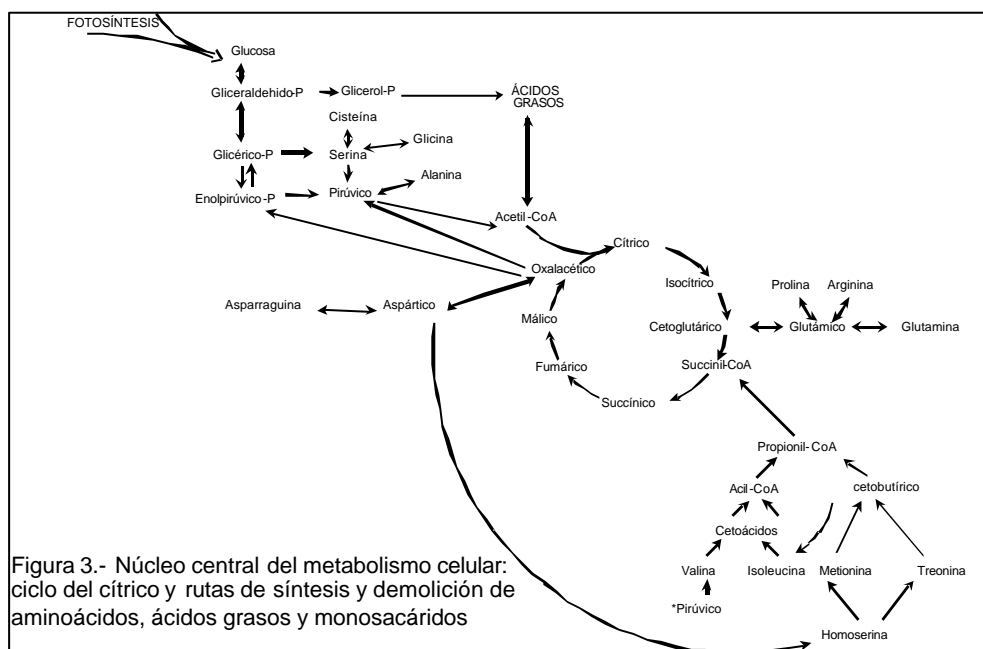 FOTOSÍNTESIS
Glucosa
Gliceraldehido-P
Glicerol-P
ÁCIDOS
GRASOS
Cisteína
Glicina
Glicérico-P
Serina
Alanina
Enolpirúvico-P
Pirúvico
Acetil-CoA
Cítrico
Oxalacético
Isocítrico
Prolina
Arginina
Asparraguina
Aspártico
Málico
Cetoglutárico
Glutámico
Glutamina
Fumárico
Succinil-CoA
Succínico
Propionil-CoA
Acil-CoA
cetobutírico
Cetoácidos
Valina
Isoleucina
Metionina
Treonina
*Pirúvico
Homoserina
Figura 3.- Núcleo central del metabolismo celular:
ciclo del cítrico y rutas de síntesis y demolición de
aminoácidos, ácidos grasos y monosacáridos